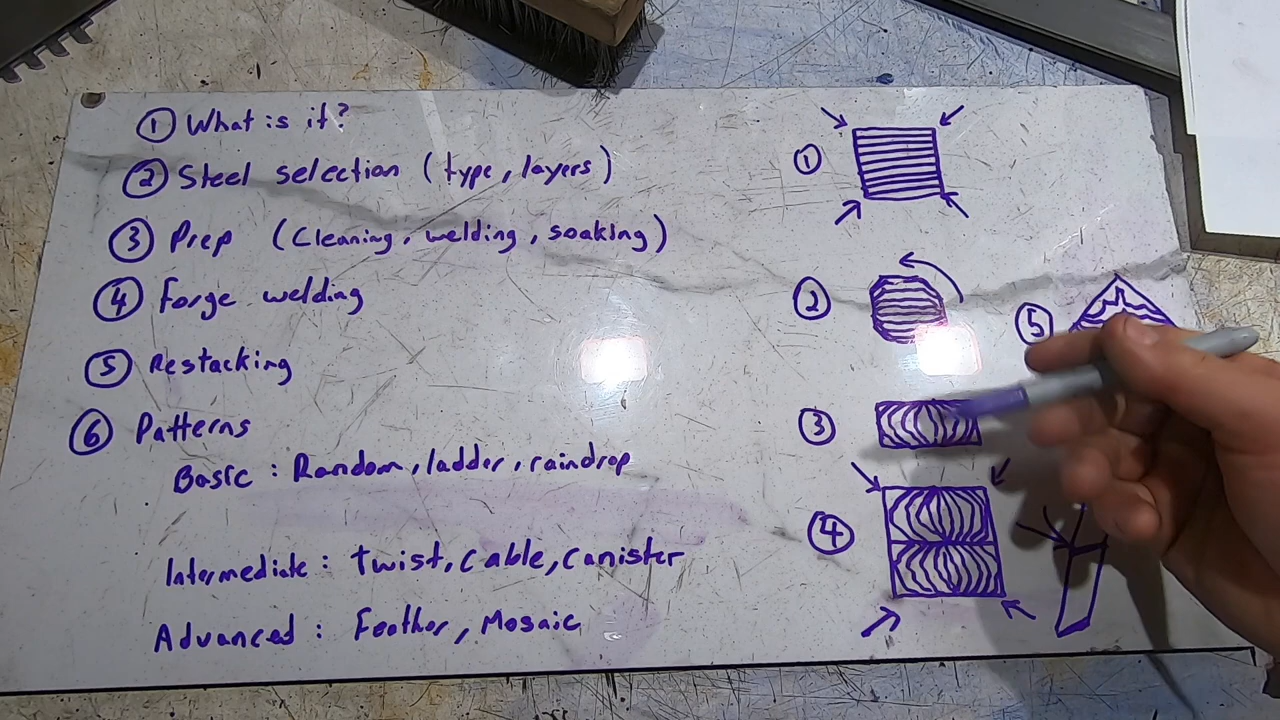 ① What is it?
② Steel selection (type, layers)
③ Prep (Cleaning, welding, soaking)
④ Forge welding
⑤ Restacking
⑥ Patterns
Basic : Random, ladder, raindrop
Intermediate : twist, cable, canister
Advanced : Feather, Mosaic
①
②
③
④
⑤